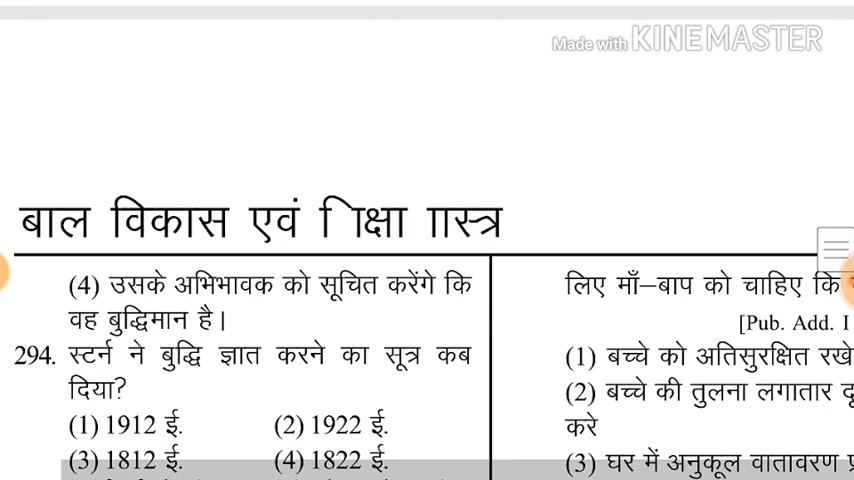 Made with KINEMASTER
बाल विकास एवं िाक्षा ाास्त्र
(4) उसके अभिभावक को सूचित करेंगे कि
वह बुद्धिमान है।
294. स्टर्न ने बुद्धि ज्ञात करने का सूत्र कब
दिया?
(1) 1912 ई. (2) 1922 ई.
(3) 1812 ई. (4) 1822 ई.
लिए माँ–बाप को चाहिए कि
[Pub. Add. I
(1) बच्चे को अतिसुरक्षित रखे
(2) बच्चे की तुलना लगातार दू
करे
(3) घर में अनुकूल वातावरण प्र